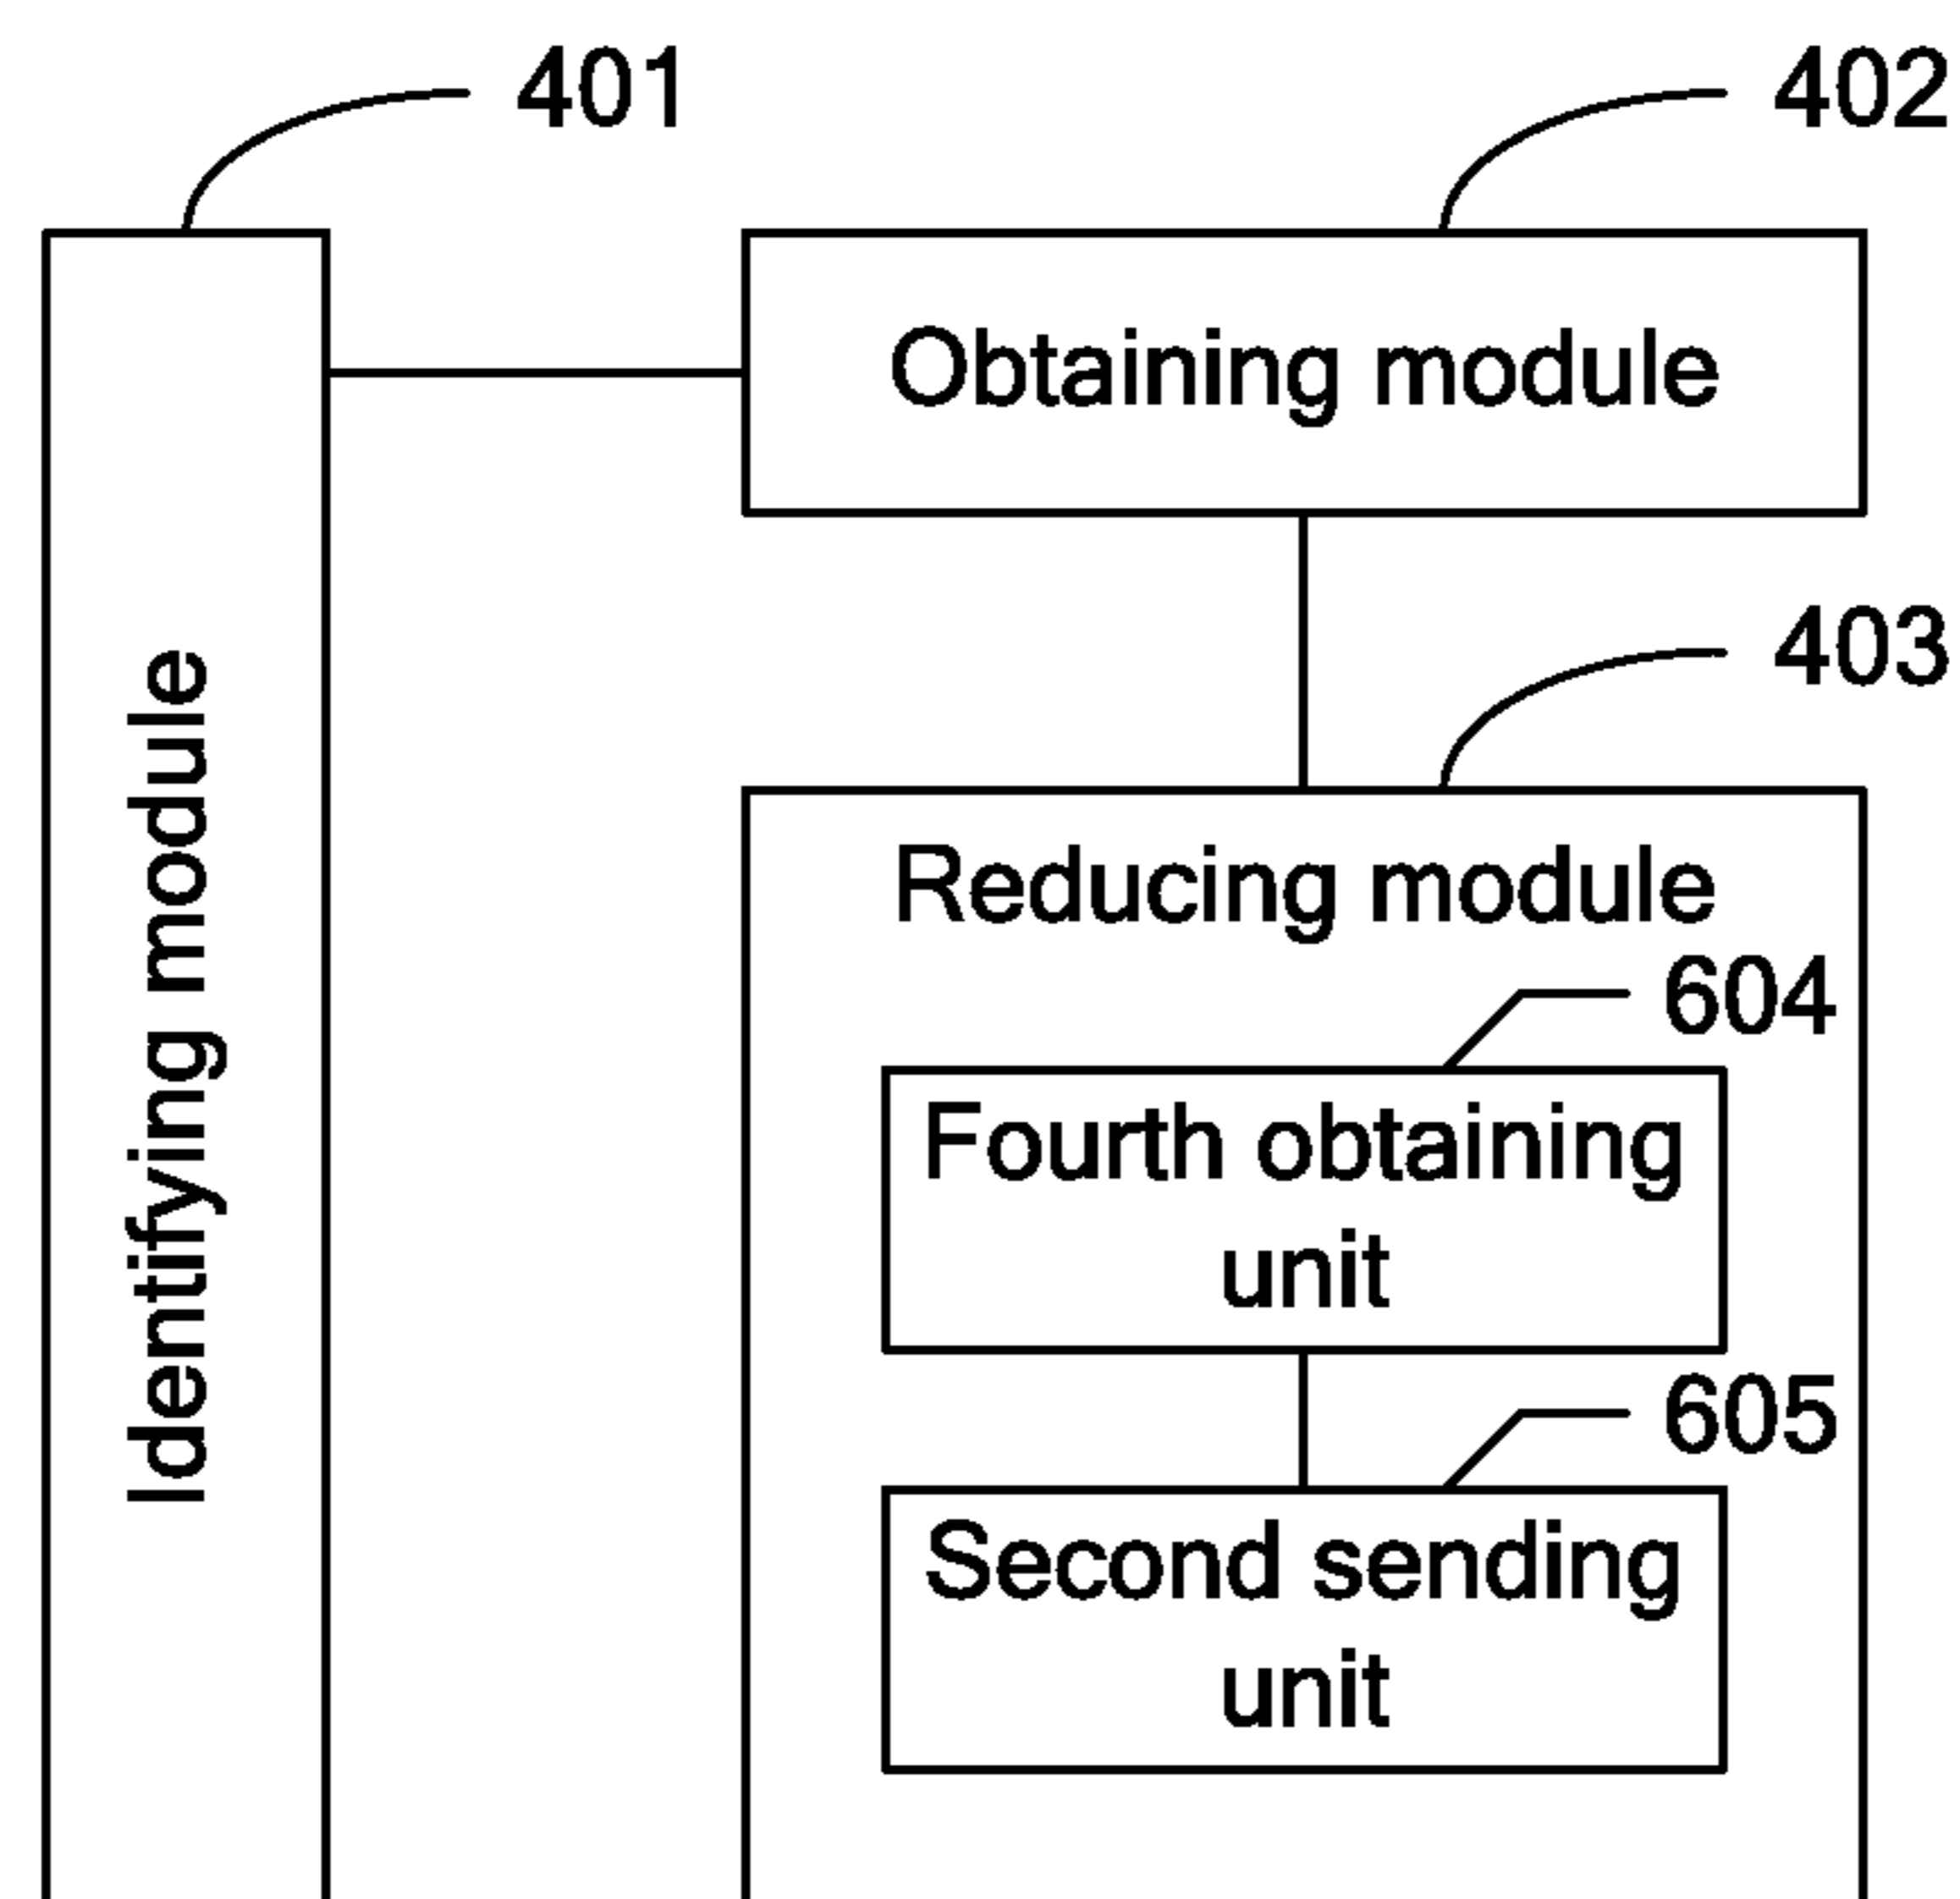 401
402
Obtaining module
403
Identifying module
Reducing module
604
Fourth obtaining
unit
605
Second sending
unit